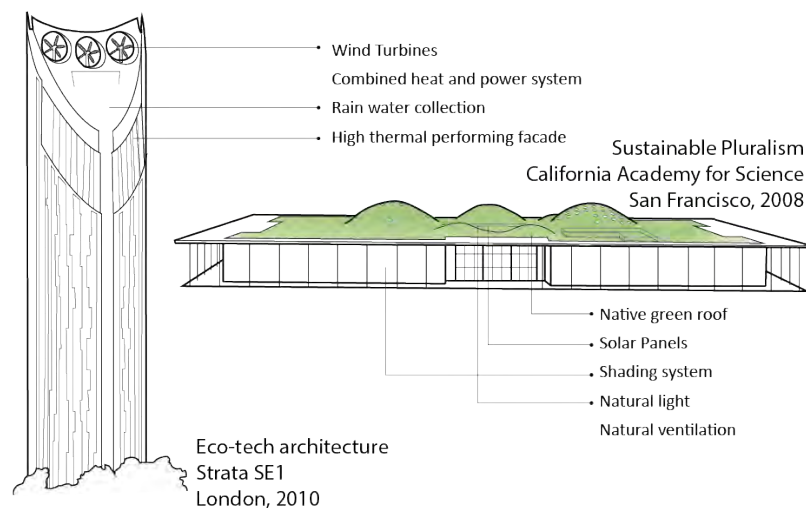 Wind Turbines
Combined heat and power system
Rain water collection
High thermal performing facade
Sustainable Pluralism
California Academy for Science
San Francisco, 2008
Native green roof
Solar Panels
Shading system
Natural light
Natural ventilation
Eco-tech architecture
Strata SE1
London, 2010